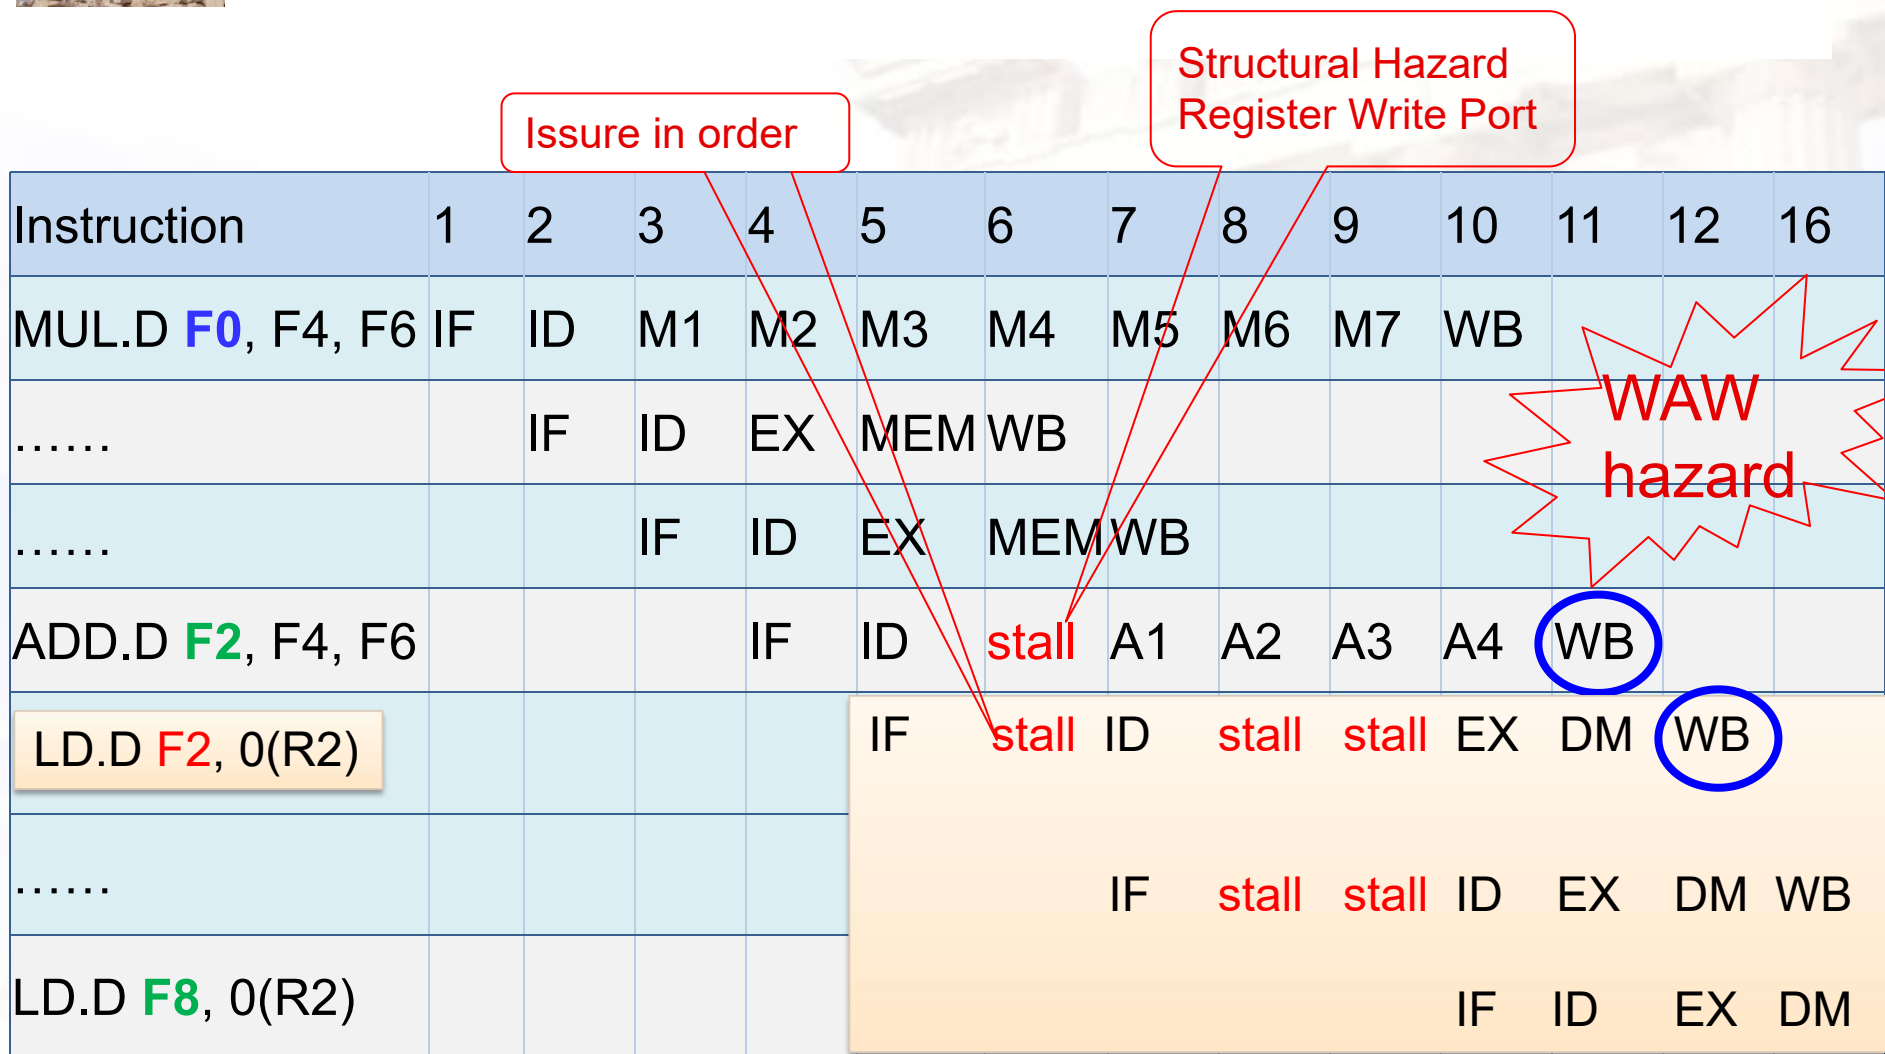 Structural Hazard
Register Write Port
Issure in order
Instruction 1 2 3 4 5 6 7 8 9 10 11 12 16
MUL.D F0, F4, F6 IF ID M1 M2 M3 M4 M5 M6 M7 WB
…… IF ID EX MEM WB
WAW
hazard
…… IF ID EX MEM WB
ADD.D F2, F4, F6 IF ID stall A1 A2 A3 A4 WB
LD.D F2, 0(R2) IF stall ID stall stall EX DM WB
…… IF stall stall ID EX DM WB
LD.D F8, 0(R2) IF ID EX DM